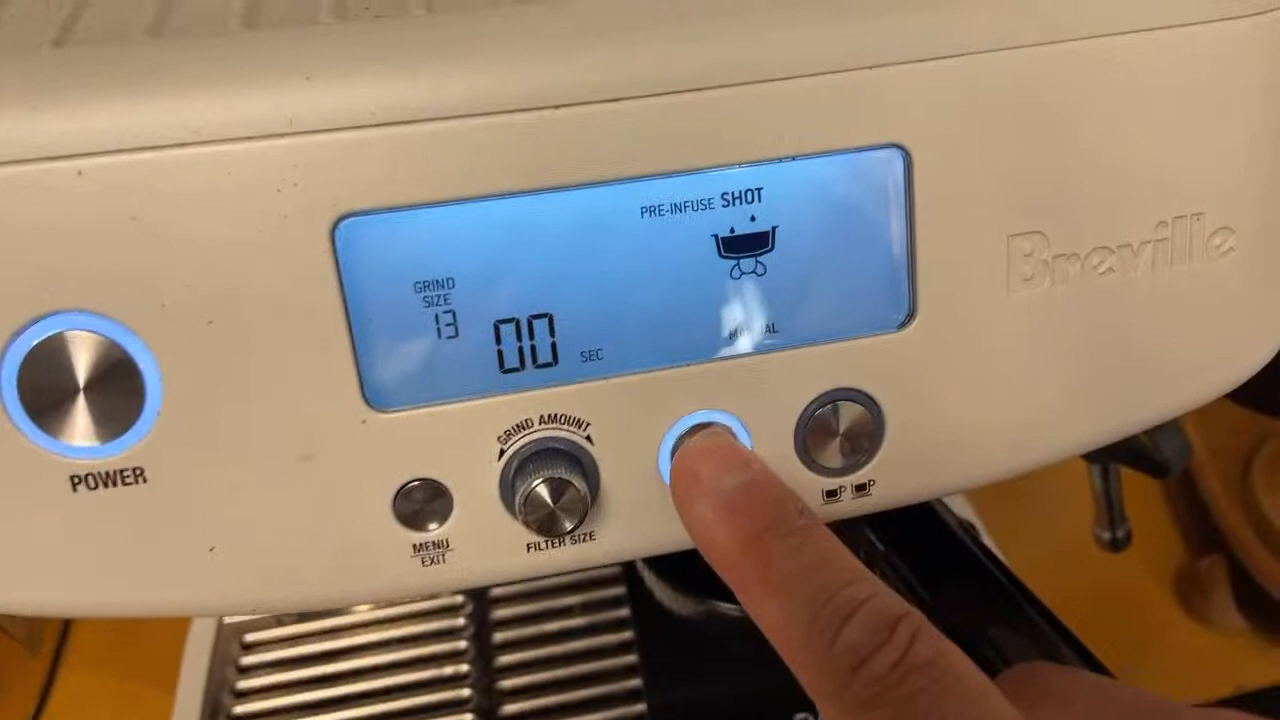 PRE-INFUSE SHOT
GRIND
SIZE
13
00 SEC
MANUAL
Breville
POWER
GRIND AMOUNT
FILTER SIZE
MENU
EXIT